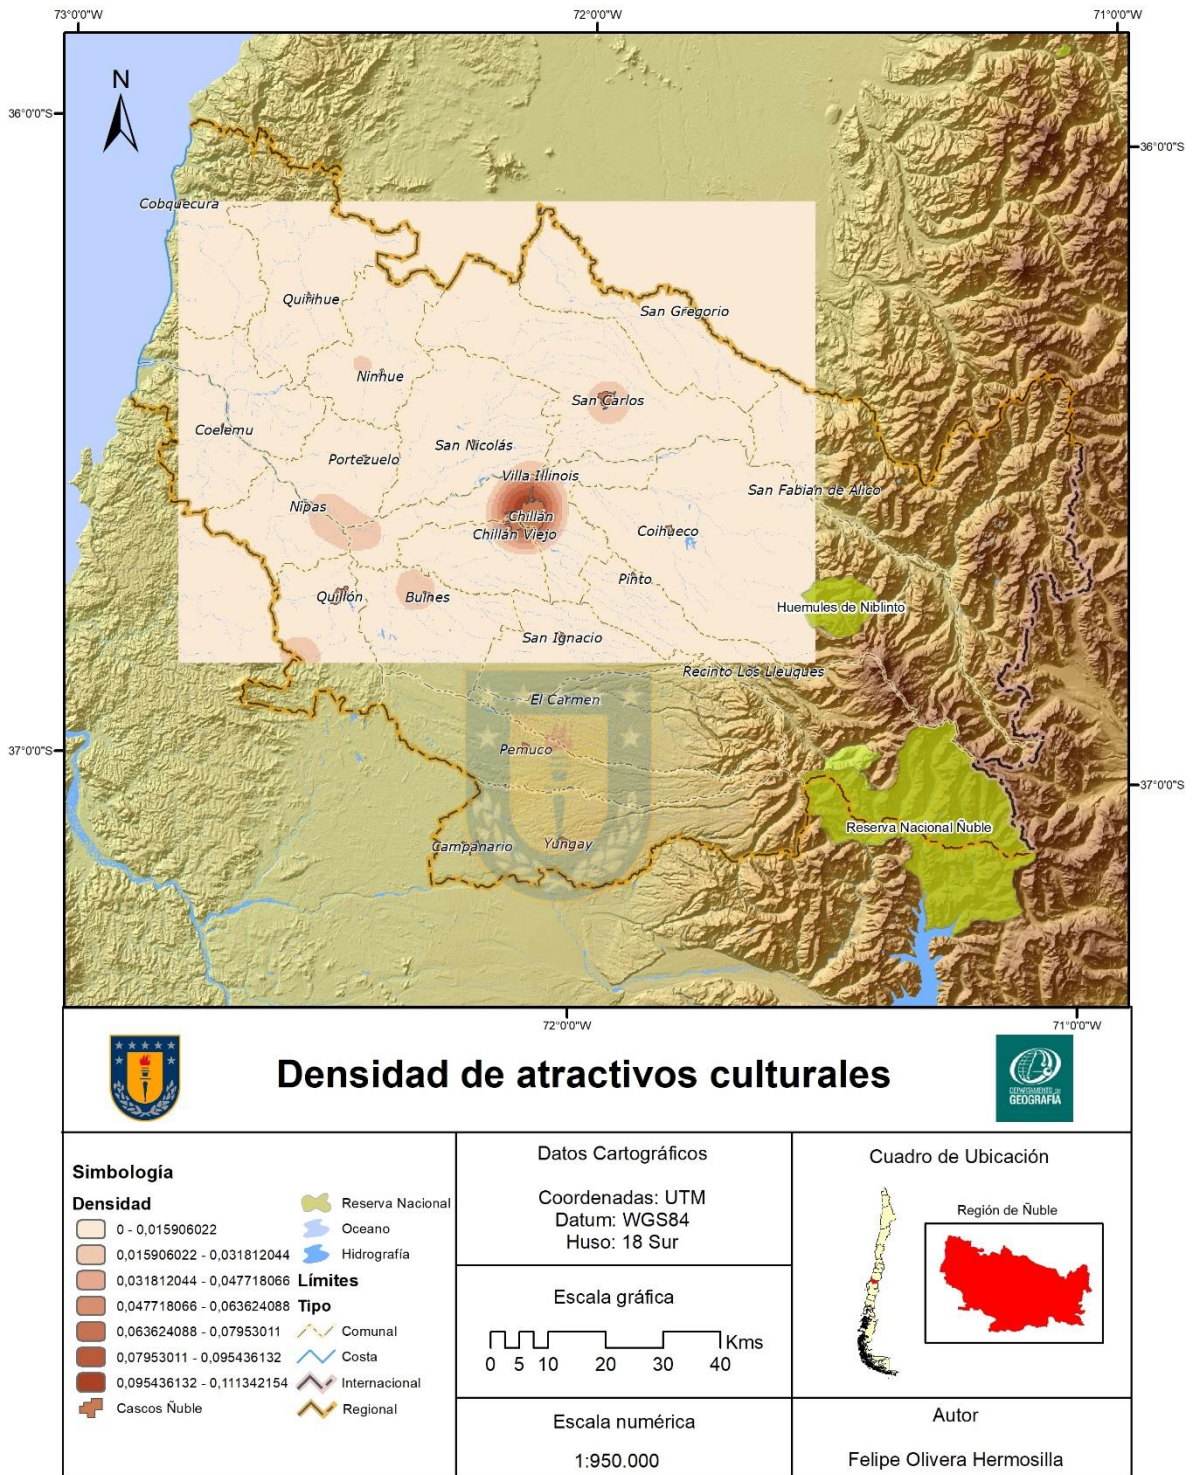 73°0'0"W
72°0'0"W
71°0'0"W
N
36°0'0"S
36°0'0"S
Cobquecura
Quirihue
San Gregorio
Ninhue
San Carlos
Coelemu
San Nicolás
Portezuelo
Villa Illinois
San Fabian de Alico
Ñipas
Chillán
Chillán Viejo
Coihueco
Pinto
Quillón
Bulnes
Huemules de Niblinto
San Ignacio
Recinto Los Lleuques
El Carmen
37°0'0"S
Pemuco
37°0'0"S
Reserva Nacional Ñuble
Campanario
Yungay
72°0'0"W
71°0'0"W
Densidad de atractivos culturales
DEPARTAMENTO de
GEOGRAFÍA
Simbología
Densidad
0 - 0,015906022
0,015906022 - 0,031812044
0,031812044 - 0,047718066
0,047718066 - 0,063624088
0,063624088 - 0,07953011
0,07953011 - 0,095436132
0,095436132 - 0,111342154
Cascos Ñuble
Reserva Nacional
Oceano
Hidrografía
Límites
Tipo
Comunal
Costa
Internacional
Regional
Datos Cartográficos
Coordenadas: UTM
Datum: WGS84
Huso: 18 Sur
Escala gráfica
Kms
0 5 10 20 30 40
Escala numérica
1:950.000
Cuadro de Ubicación
Región de Ñuble
Autor
Felipe Olivera Hermosilla